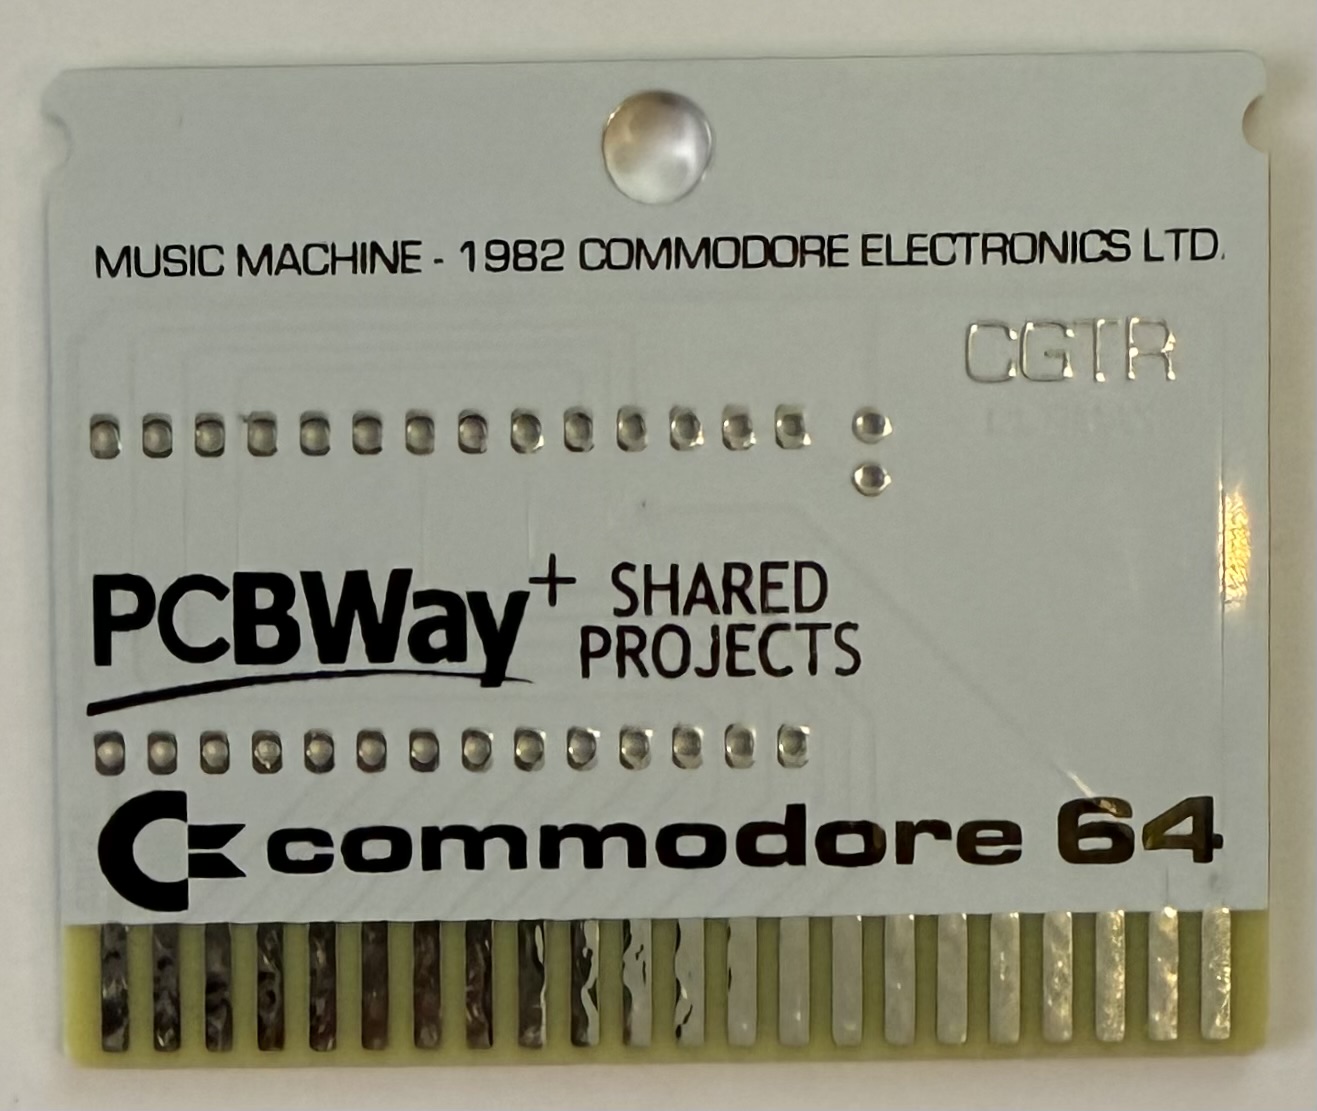 MUSIC MACHINE - 1982 COMMODORE ELECTRONICS LTD.
CGTR
PCBWay+ SHARED
PROJECTS
commodore 64